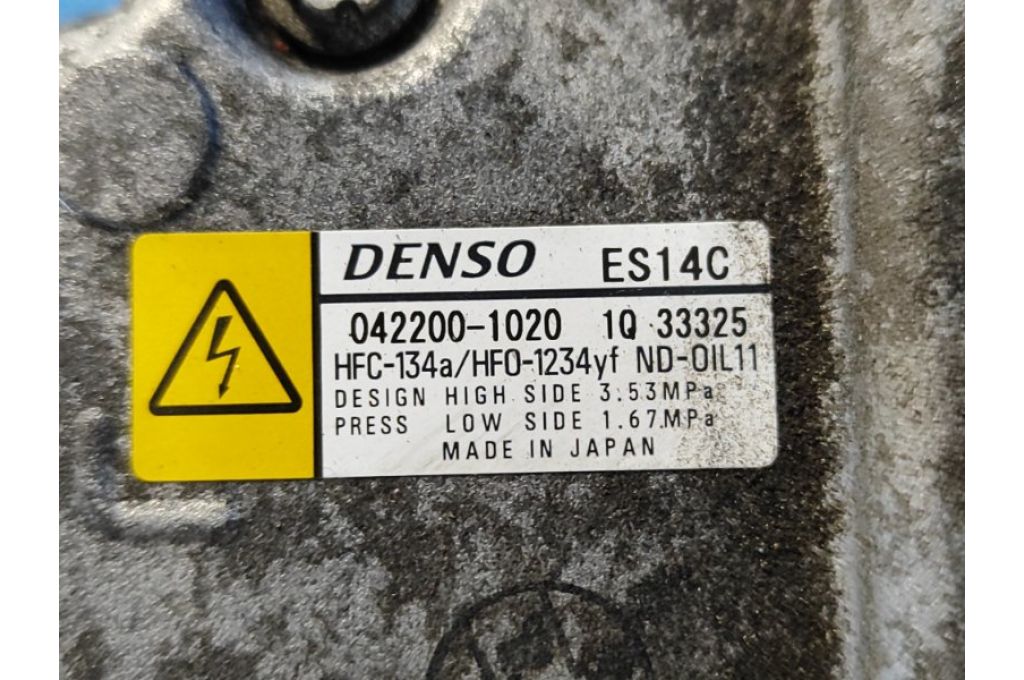 DENSO ES14C
042200-1020 1Q 33325
HFC-134a/HFO-1234yf ND-OIL11
DESIGN HIGH SIDE 3.53MPa
PRESS LOW SIDE 1.67MPa
MADE IN JAPAN